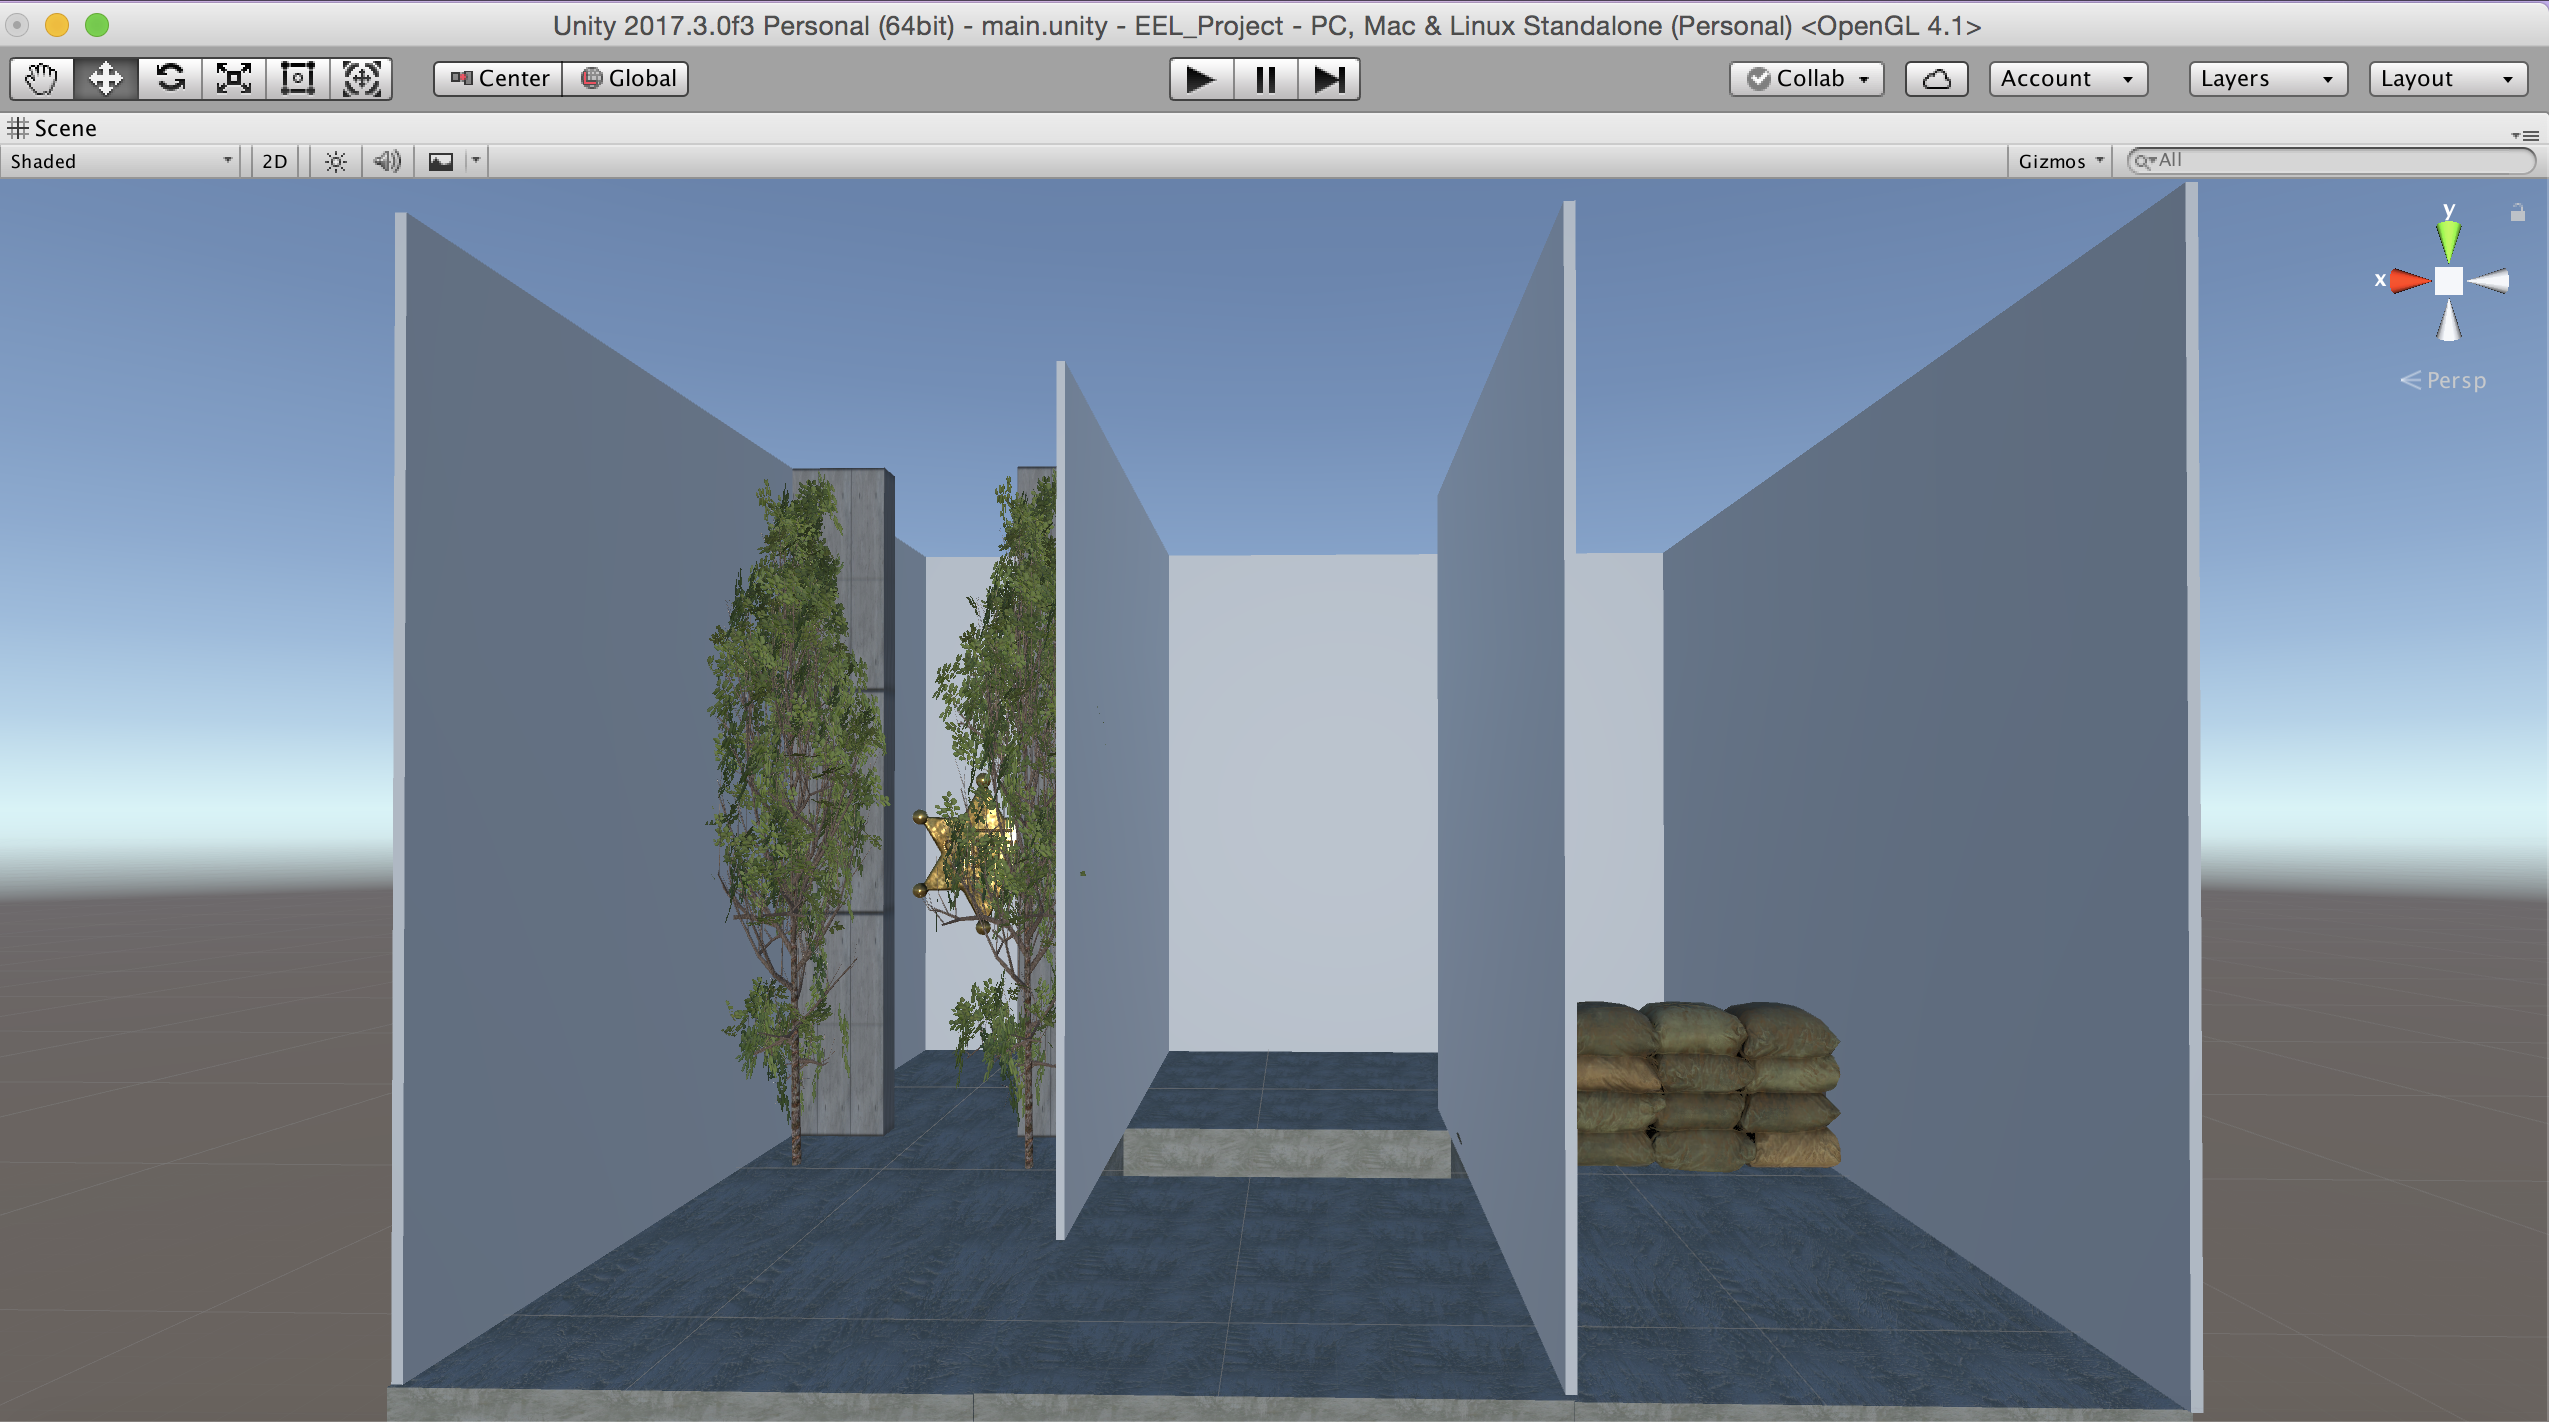 Unity 2017.3.0f3 Personal (64bit) - main.unity - EEL_Project - PC, Mac & Linux Standalone (Personal) <OpenGL 4.1>
Center Global Collab Account Layers Layout
Scene
Shaded 2D Gizmos All
y
x
Persp